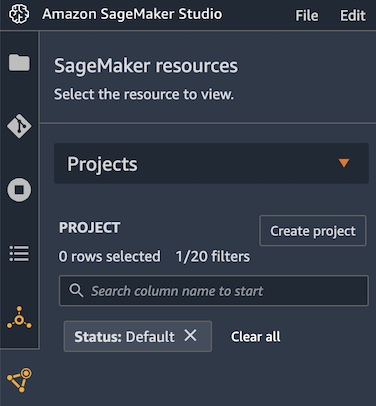 Amazon SageMaker Studio File Edit
SageMaker resources
Select the resource to view.
Projects
PROJECT Create project
0 rows selected 1/20 filters
Search column name to start
Status: Default Clear all